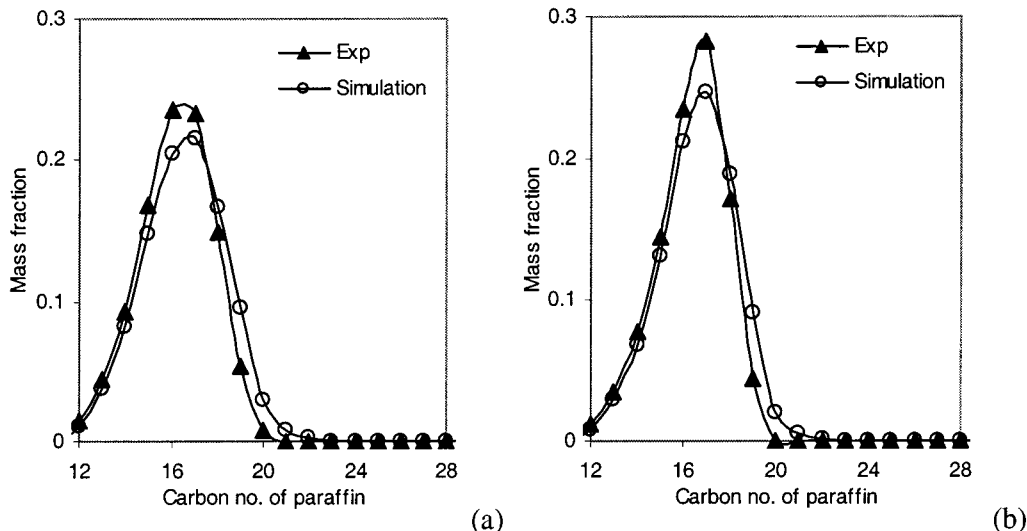 0.3
Exp
Simulation
0.2
0.1
0
Mass fraction
12 16 20 24 28
Carbon no. of paraffin
(a)
0.3
Exp
Simulation
0.2
0.1
0
Mass fraction
12 16 20 24 28
Carbon no. of paraffin
(b)